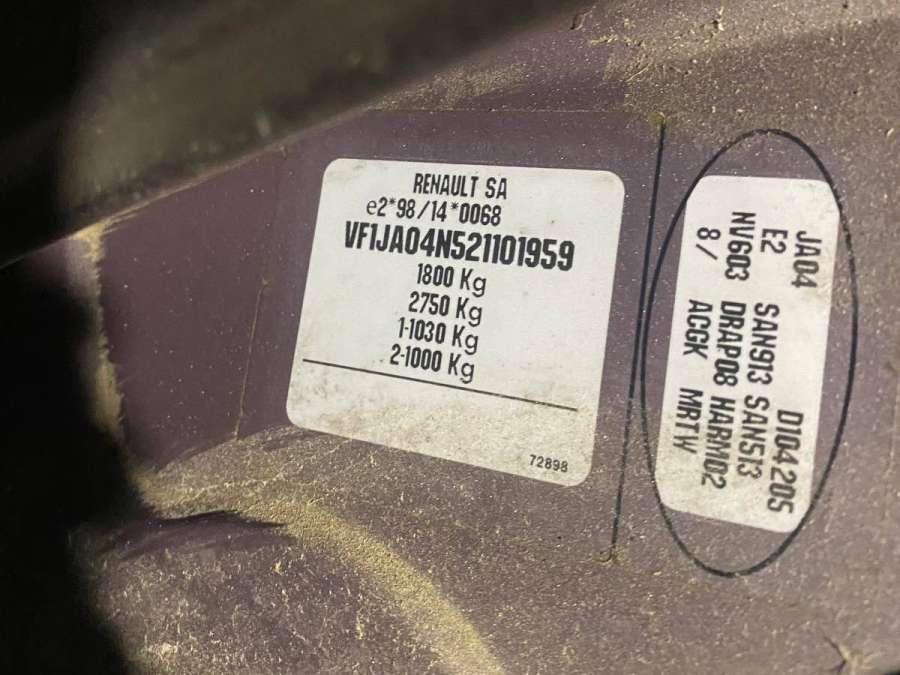 RENAULT SA
e2*98/14*0068
VF1JA04N521101959
1800 Kg
2750 Kg
1-1030 Kg
2-1000 Kg
72898
JA04 D104205
E2 SAN913 SAN513
NV603 DRAP08 HARM02
8/ ACGK MRTW